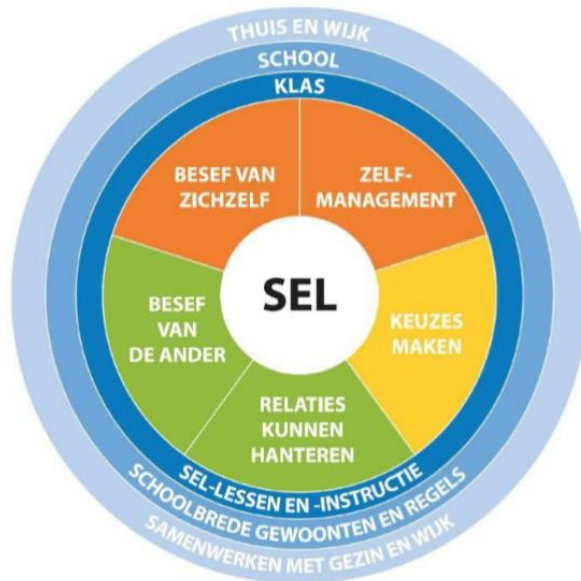 THUIS EN WIJK
SCHOOL
KLAS
BESEF VAN
ZICHZELF
ZELF-
MANAGEMENT
SEL
BESEF
VAN
DE ANDER
KEUZES
MAKEN
RELATIES
KUNNEN
HANTEREN
SEL-LESSEN EN -INSTRUCTIE
SCHOOLBREDE GEWOONTEN EN REGELS
SAMENWERKEN MET GEZIN EN WIJK